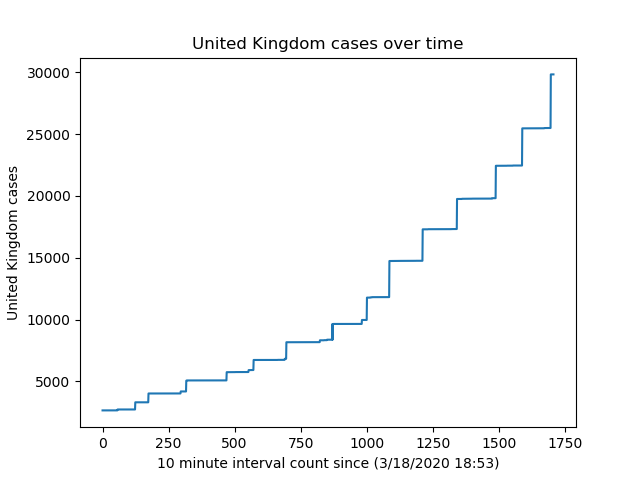 United Kingdom cases over time
30000
25000
20000
15000
10000
5000
United Kingdom cases
0 250 500 750 1000 1250 1500 1750
10 minute interval count since (3/18/2020 18:53)